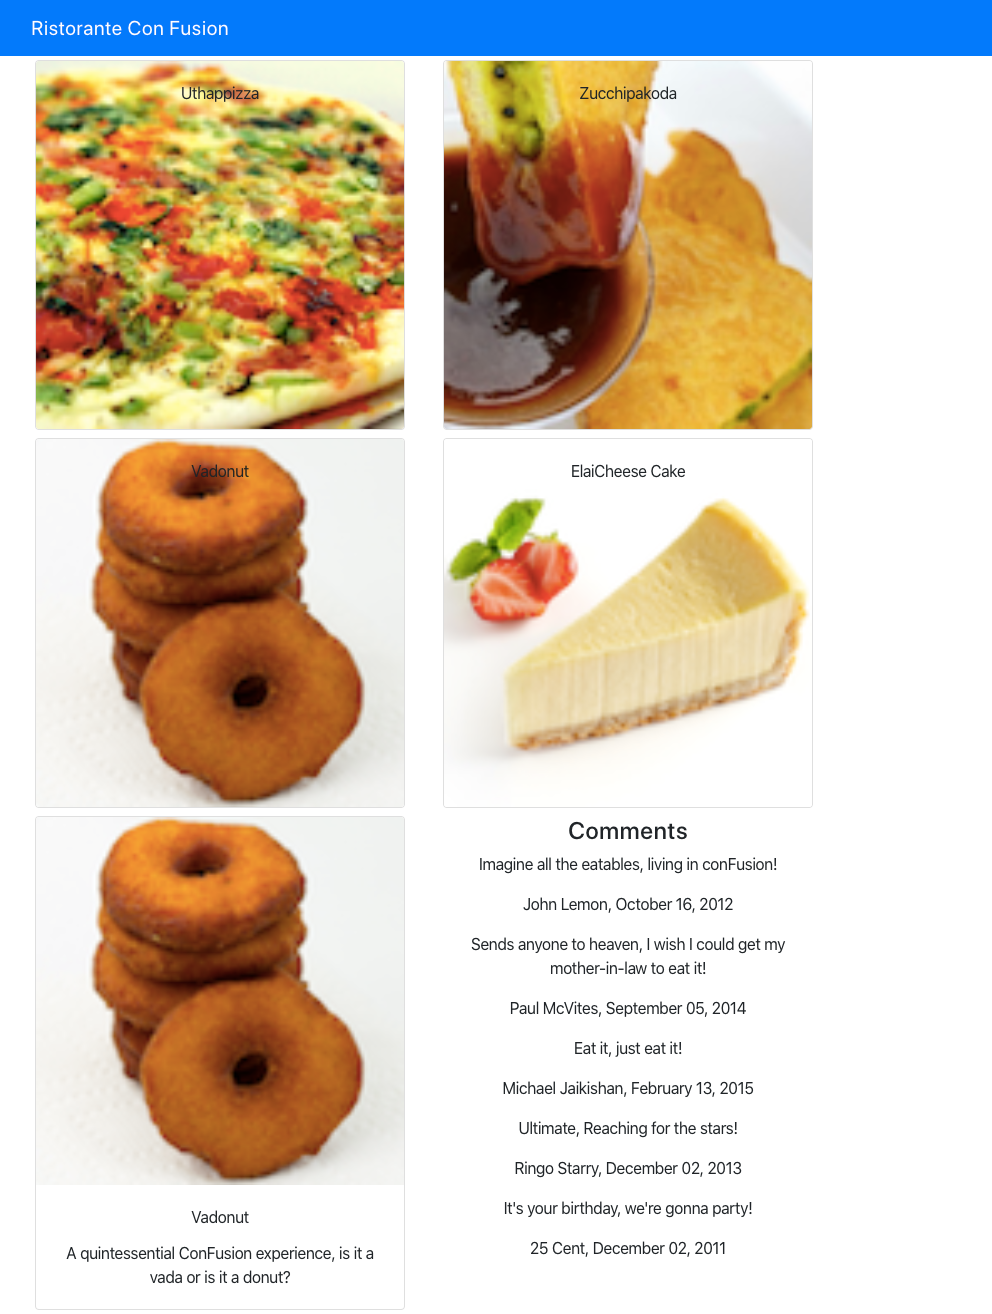 Ristorante Con Fusion
Uthappizza
Zucchipakoda
Vadonut
ElaiCheese Cake
Vadonut
A quintessential ConFusion experience, is it a
vada or is it a donut?
Comments
Imagine all the eatables, living in conFusion!
John Lemon, October 16, 2012
Sends anyone to heaven, I wish I could get my
mother-in-law to eat it!
Paul McVites, September 05, 2014
Eat it, just eat it!
Michael Jaikishan, February 13, 2015
Ultimate, Reaching for the stars!
Ringo Starry, December 02, 2013
It's your birthday, we're gonna party!
25 Cent, December 02, 2011